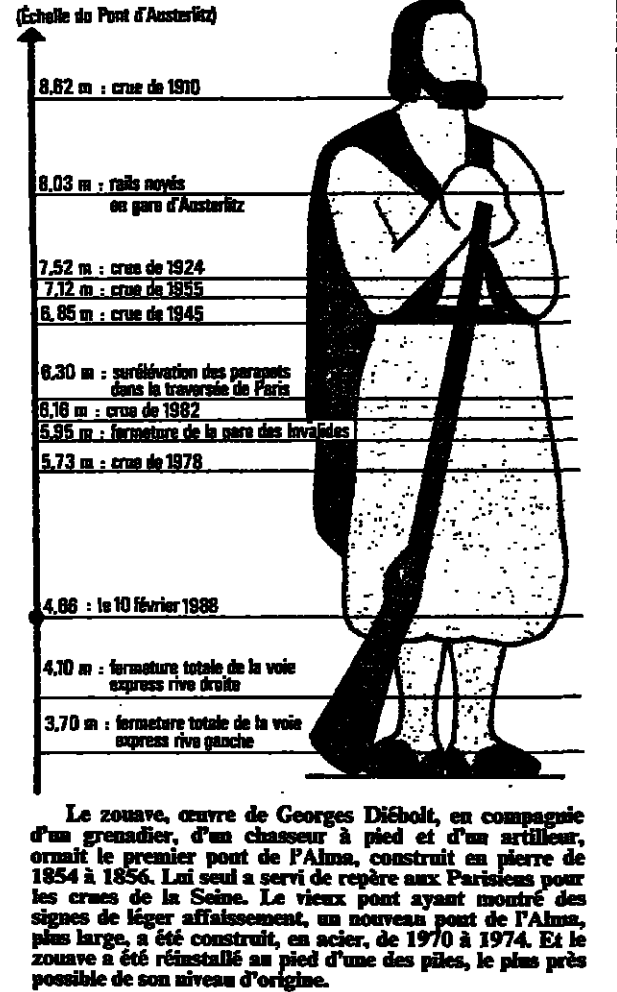 (Échelle du Pont d'Austerlitz)
8,62 m : crue de 1910
8,03 m : rails noyés
en gare d'Austerlitz
7,52 m : crue de 1924
7,12 m : crue de 1955
6,85 m : crue de 1945
6,30 m : surélévation des parapets
dans la traversée de Paris
6,16 m : crue de 1982
5,95 m : fermeture de la gare des Invalides
5,73 m : crue de 1978
4,66 : le 10 février 1988
4,10 m : fermeture totale de la voie
express rive droite
3,70 m : fermeture totale de la voie
express rive gauche
Le zouave, œuvre de Georges Diébolt, en compagnie
d'un grenadier, d'un chasseur à pied et d'un artilleur,
ornait le premier pont de l'Alma, construit en pierre de
1854 à 1856. Lui seul a servi de repère aux Parisiens pour
les crues de la Seine. Le vieux pont ayant montré des
signes de léger affaissement, un nouveau pont de l'Alma,
plus large, a été construit, en acier, de 1970 à 1974. Et le
zouave a été réinstallé au pied d'une des piles, le plus près
possible de son niveau d'origine.